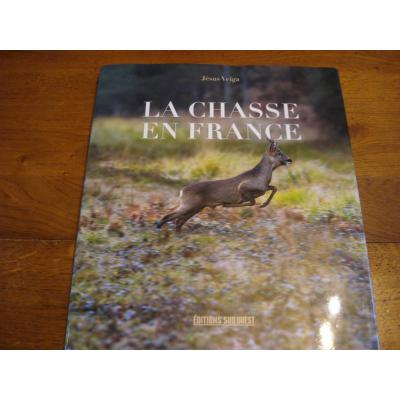 Jésus Veiga
LA CHASSE
EN FRANCE
ÉDITIONS SUD OUEST